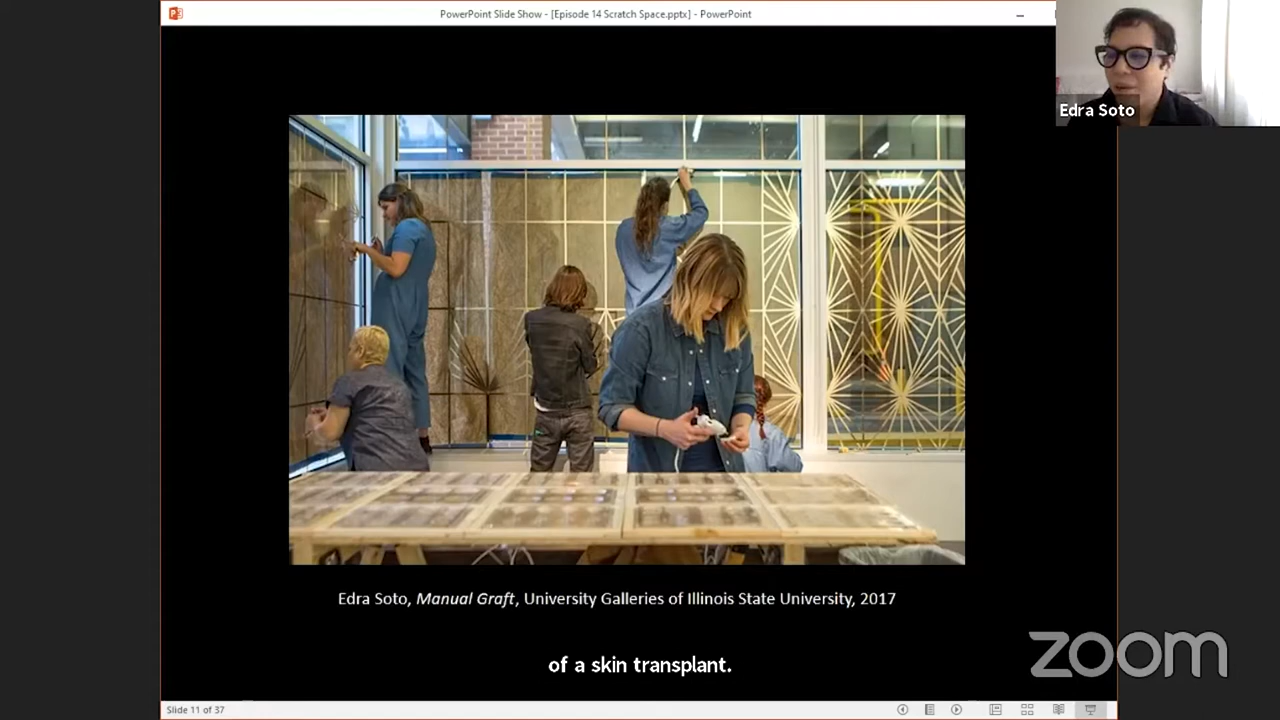 PowerPoint Slide Show - [Episode 14 Scratch Space.pptx] - PowerPoint
Edra Soto
Edra Soto, Manual Graft, University Galleries of Illinois State University, 2017
of a skin transplant.
zoom
Slide 11 of 37